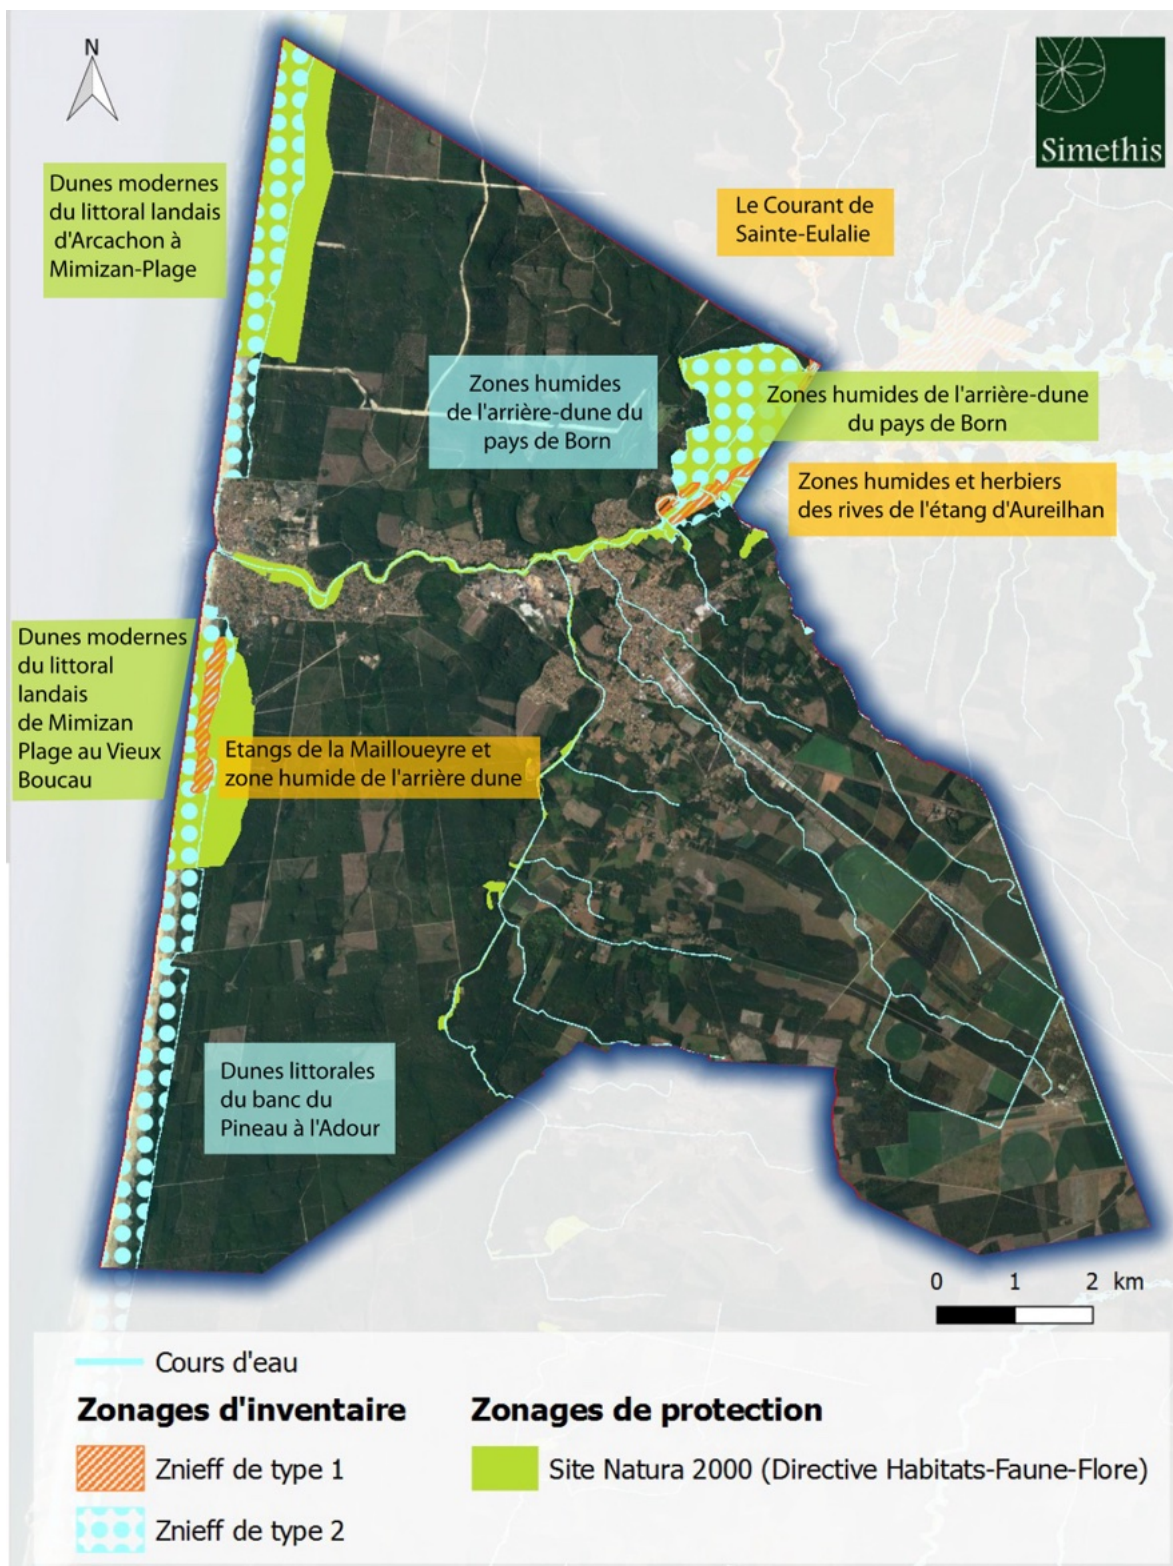 N
Simethis
Dunes modernes
du littoral landais
d'Arcachon à
Mimizan-Plage
Le Courant de
Sainte-Eulalie
Zones humides
de l'arrière-dune du
pays de Born
Zones humides de l'arrière-dune
du pays de Born
Zones humides et herbiers
des rives de l'étang d'Aureilhan
Dunes modernes
du littoral
landais
de Mimizan
Plage au Vieux
Boucau
Etangs de la Mailloueyre et
zone humide de l'arrière dune
Dunes littorales
du banc du
Pineau à l'Adour
0 1 2 km
Cours d'eau
Zonages d'inventaire
Znieff de type 1
Znieff de type 2
Zonages de protection
Site Natura 2000 (Directive Habitats-Faune-Flore)